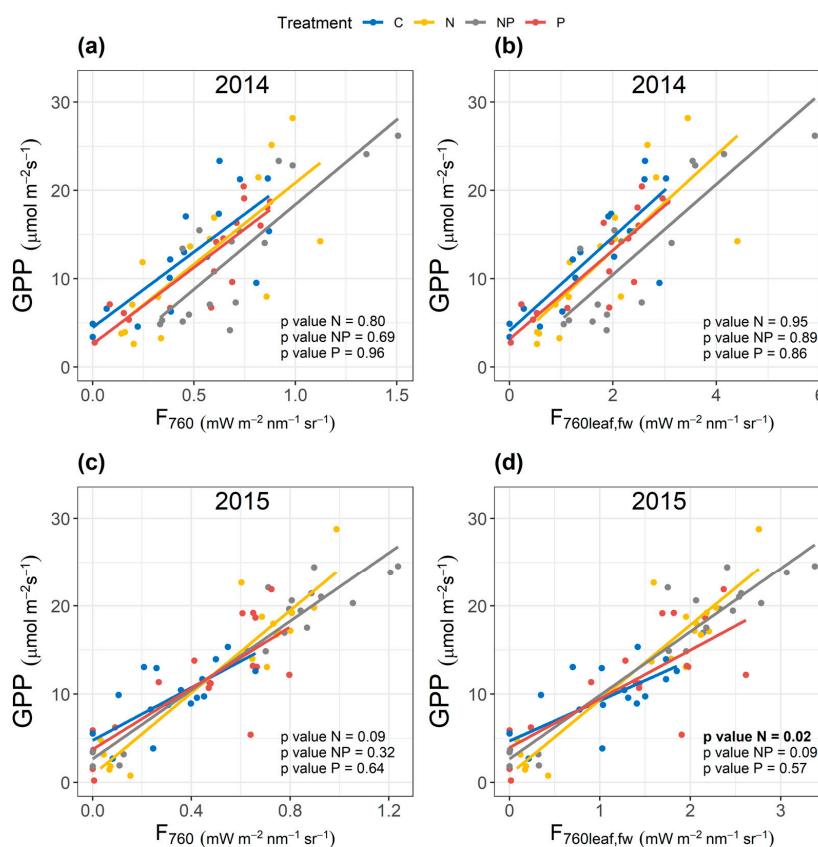 Treatment C N NP P
(a)
2014
30
20
10
0
GPP (μmol m−2s−1)
p value N = 0.80
p value NP = 0.69
p value P = 0.96
0.0 0.5 1.0 1.5
F760 (mW m−2 nm−1 sr−1)
(b)
2014
30
20
10
0
GPP (μmol m−2s−1)
p value N = 0.95
p value NP = 0.89
p value P = 0.86
0 2 4 6
F760leaf,fw (mW m−2 nm−1 sr−1)
(c)
2015
30
20
10
0
GPP (μmol m−2s−1)
p value N = 0.09
p value NP = 0.32
p value P = 0.64
0.0 0.4 0.8 1.2
F760 (mW m−2 nm−1 sr−1)
(d)
2015
30
20
10
0
GPP (μmol m−2s−1)
p value N = 0.02
p value NP = 0.09
p value P = 0.57
0 1 2 3
F760leaf,fw (mW m−2 nm−1 sr−1)